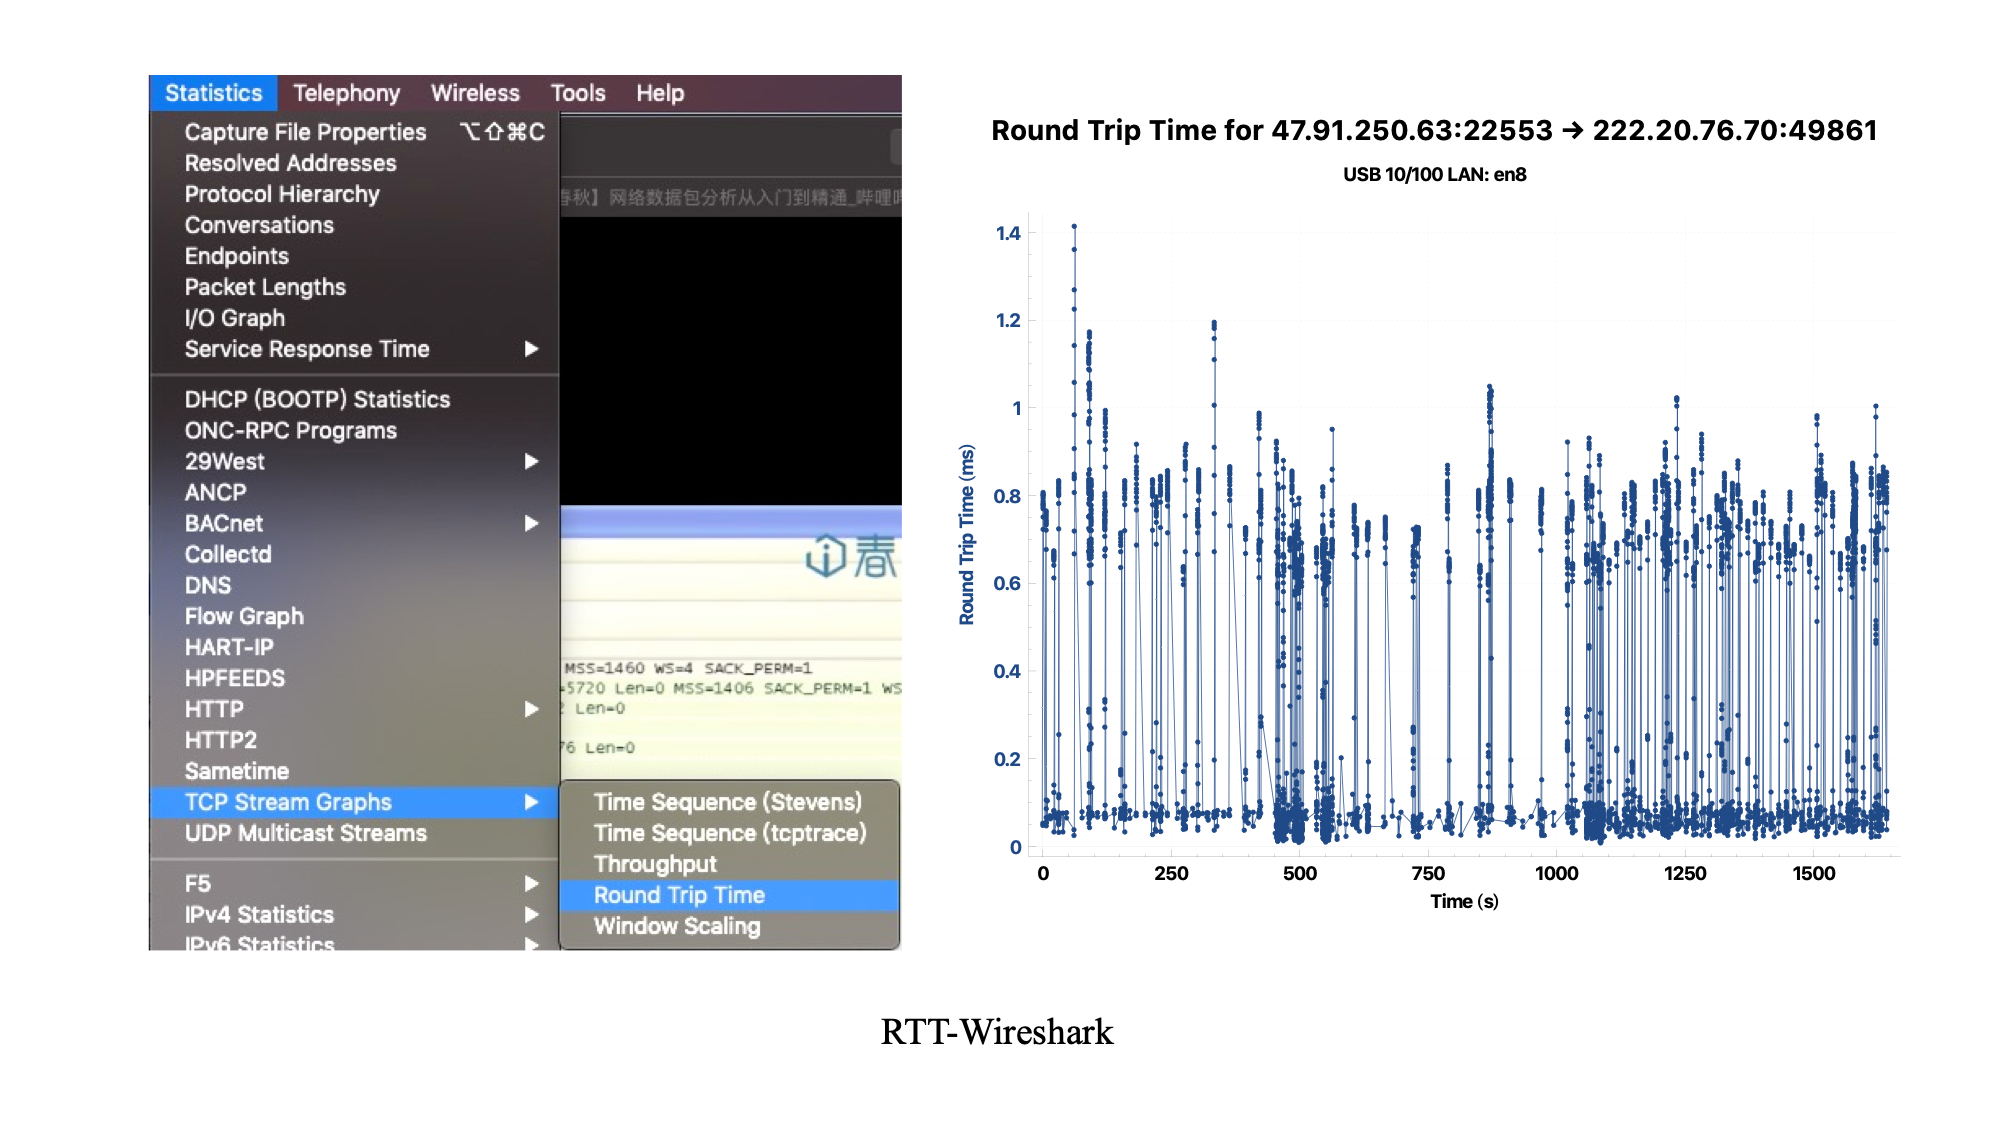 Statistics Telephony Wireless Tools Help
Capture File Properties ⌥⇧⌘C
Resolved Addresses
Protocol Hierarchy
Conversations
Endpoints
Packet Lengths
I/O Graph
Service Response Time
DHCP (BOOTP) Statistics
ONC-RPC Programs
29West
ANCP
BACnet
Collectd
DNS
Flow Graph
HART-IP
HPFEEDS
HTTP
HTTP2
Sametime
TCP Stream Graphs
UDP Multicast Streams
F5
IPv4 Statistics
IPv6 Statistics
Time Sequence (Stevens)
Time Sequence (tcptrace)
Throughput
Round Trip Time
Window Scaling
春秋】网络数据包分析从入门到精通_哔哩
春
MSS=1460 WS=4 SACK_PERM=1
=5720 Len=0 MSS=1406 SACK_PERM=1 WS
Len=0
76 Len=0
Round Trip Time for 47.91.250.63:22553 → 222.20.76.70:49861
USB 10/100 LAN: en8
Round Trip Time (ms)
1.4
1.2
1
0.8
0.6
0.4
0.2
0
0 250 500 750 1000 1250 1500
Time (s)
RTT-Wireshark